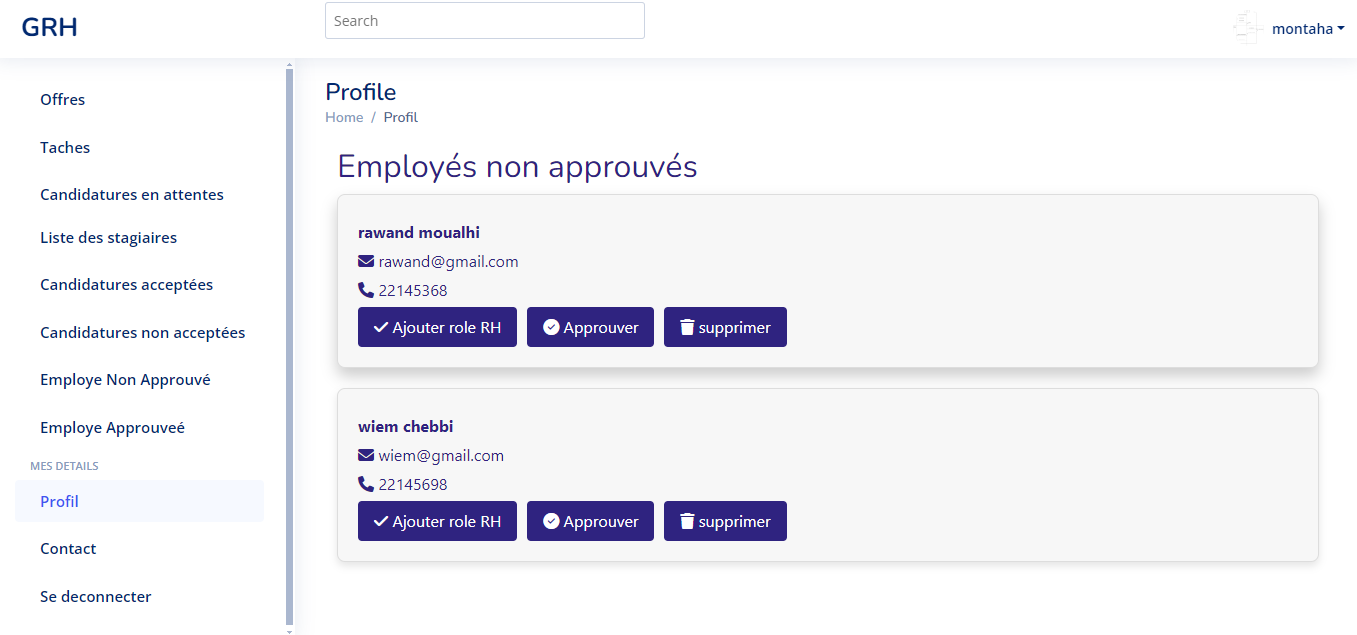 GRH
Search
montaha
Offres
Taches
Candidatures en attentes
Liste des stagiaires
Candidatures acceptées
Candidatures non acceptées
Employe Non Approuvé
Employe Approuveé
MES DETAILS
Profil
Contact
Se deconnecter
Profile
Home / Profil
Employés non approuvés
rawand moualhi
rawand@gmail.com
22145368
Ajouter role RH Approuver supprimer
wiem chebbi
wiem@gmail.com
22145698
Ajouter role RH Approuver supprimer